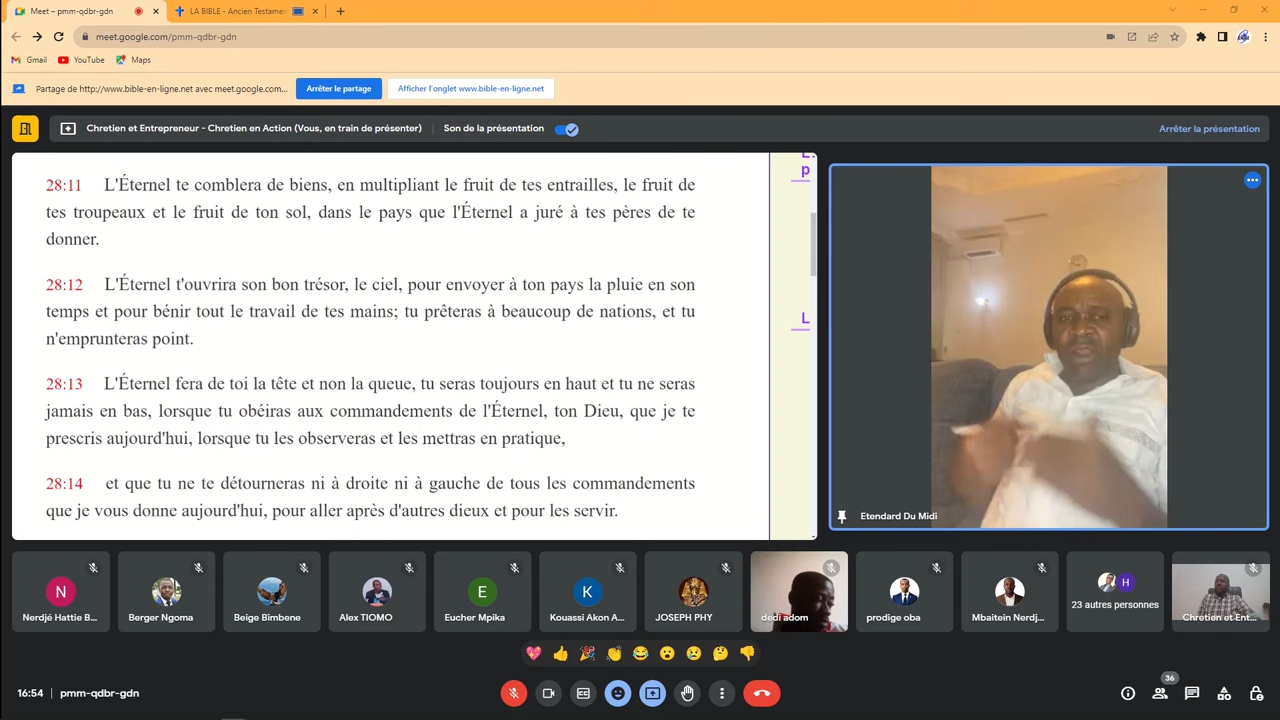 Meet – pmm-qdbr-gdn
LA BIBLE - Ancien Testame
meet.google.com/pmm-qdbr-gdn
Gmail
YouTube
Maps
Partage de http://www.bible-en-ligne.net avec meet.google.com...
Arrêter le partage
Afficher l'onglet www.bible-en-ligne.net
Chretien et Entrepreneur - Chretien en Action (Vous, en train de présenter)
Son de la présentation
Arrêter la présentation
28:11 L'Éternel te comblera de biens, en multipliant le fruit de tes entrailles, le fruit de
tes troupeaux et le fruit de ton sol, dans le pays que l'Éternel a juré à tes pères de te
donner.
28:12 L'Éternel t'ouvrira son bon trésor, le ciel, pour envoyer à ton pays la pluie en son
temps et pour bénir tout le travail de tes mains; tu prêteras à beaucoup de nations, et tu
n'emprunteras point.
28:13 L'Éternel fera de toi la tête et non la queue, tu seras toujours en haut et tu ne seras
jamais en bas, lorsque tu obéiras aux commandements de l'Éternel, ton Dieu, que je te
prescris aujourd'hui, lorsque tu les observeras et les mettras en pratique,
28:14 et que tu ne te détourneras ni à droite ni à gauche de tous les commandements
que je vous donne aujourd'hui, pour aller après d'autres dieux et pour les servir.
p
L
Etendard Du Midi
N
E
K
H
23 autres personnes
Nerdjé Hattie B...
Berger Ngoma
Beige Bimbene
Alex TIOMO
Eucher Mpika
Kouassi Akon A...
JOSEPH PHY
dedi adom
prodige oba
Mbaitein Nerdj...
Chretien et Ent...
16:54
pmm-qdbr-gdn
36